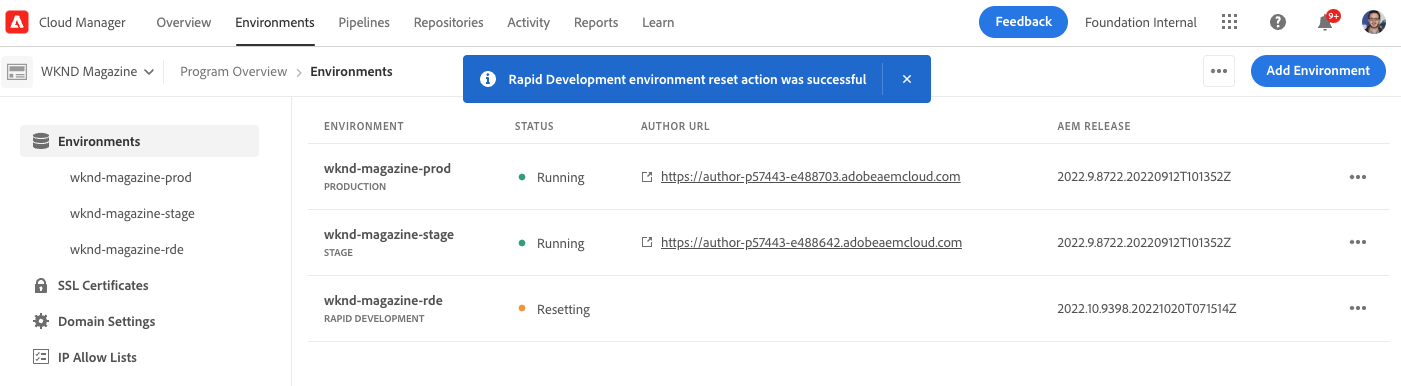 Cloud Manager Overview Environments Pipelines Repositories Activity Reports Learn Feedback Foundation Internal 9+
WKND Magazine Program Overview Environments Rapid Development environment reset action was successful Add Environment
ENVIRONMENT STATUS AUTHOR URL AEM RELEASE
Environments
wknd-magazine-prod
wknd-magazine-stage
wknd-magazine-rde
SSL Certificates
Domain Settings
IP Allow Lists
wknd-magazine-prod
PRODUCTION
Running https://author-p57443-e488703.adobeaemcloud.com 2022.9.8722.20220912T101352Z
wknd-magazine-stage
STAGE
Running https://author-p57443-e488642.adobeaemcloud.com 2022.9.8722.20220912T101352Z
wknd-magazine-rde
RAPID DEVELOPMENT
Resetting 2022.10.9398.20221020T071514Z